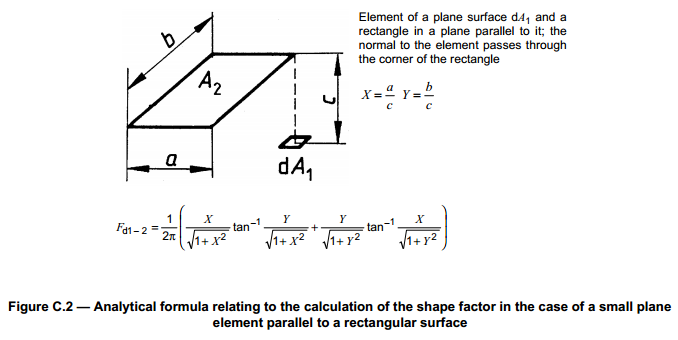 Element of a plane surface dA₁ and a
rectangle in a plane parallel to it; the
normal to the element passes through
the corner of the rectangle
X = a/c Y = b/c
b
A₂
c
a
dA₁
F_d1–2 = 1/2π ( X/√(1+X²) tan⁻¹ Y/√(1+X²) + Y/√(1+Y²) tan⁻¹ X/√(1+Y²) )
Figure C.2 — Analytical formula relating to the calculation of the shape factor in the case of a small plane
element parallel to a rectangular surface